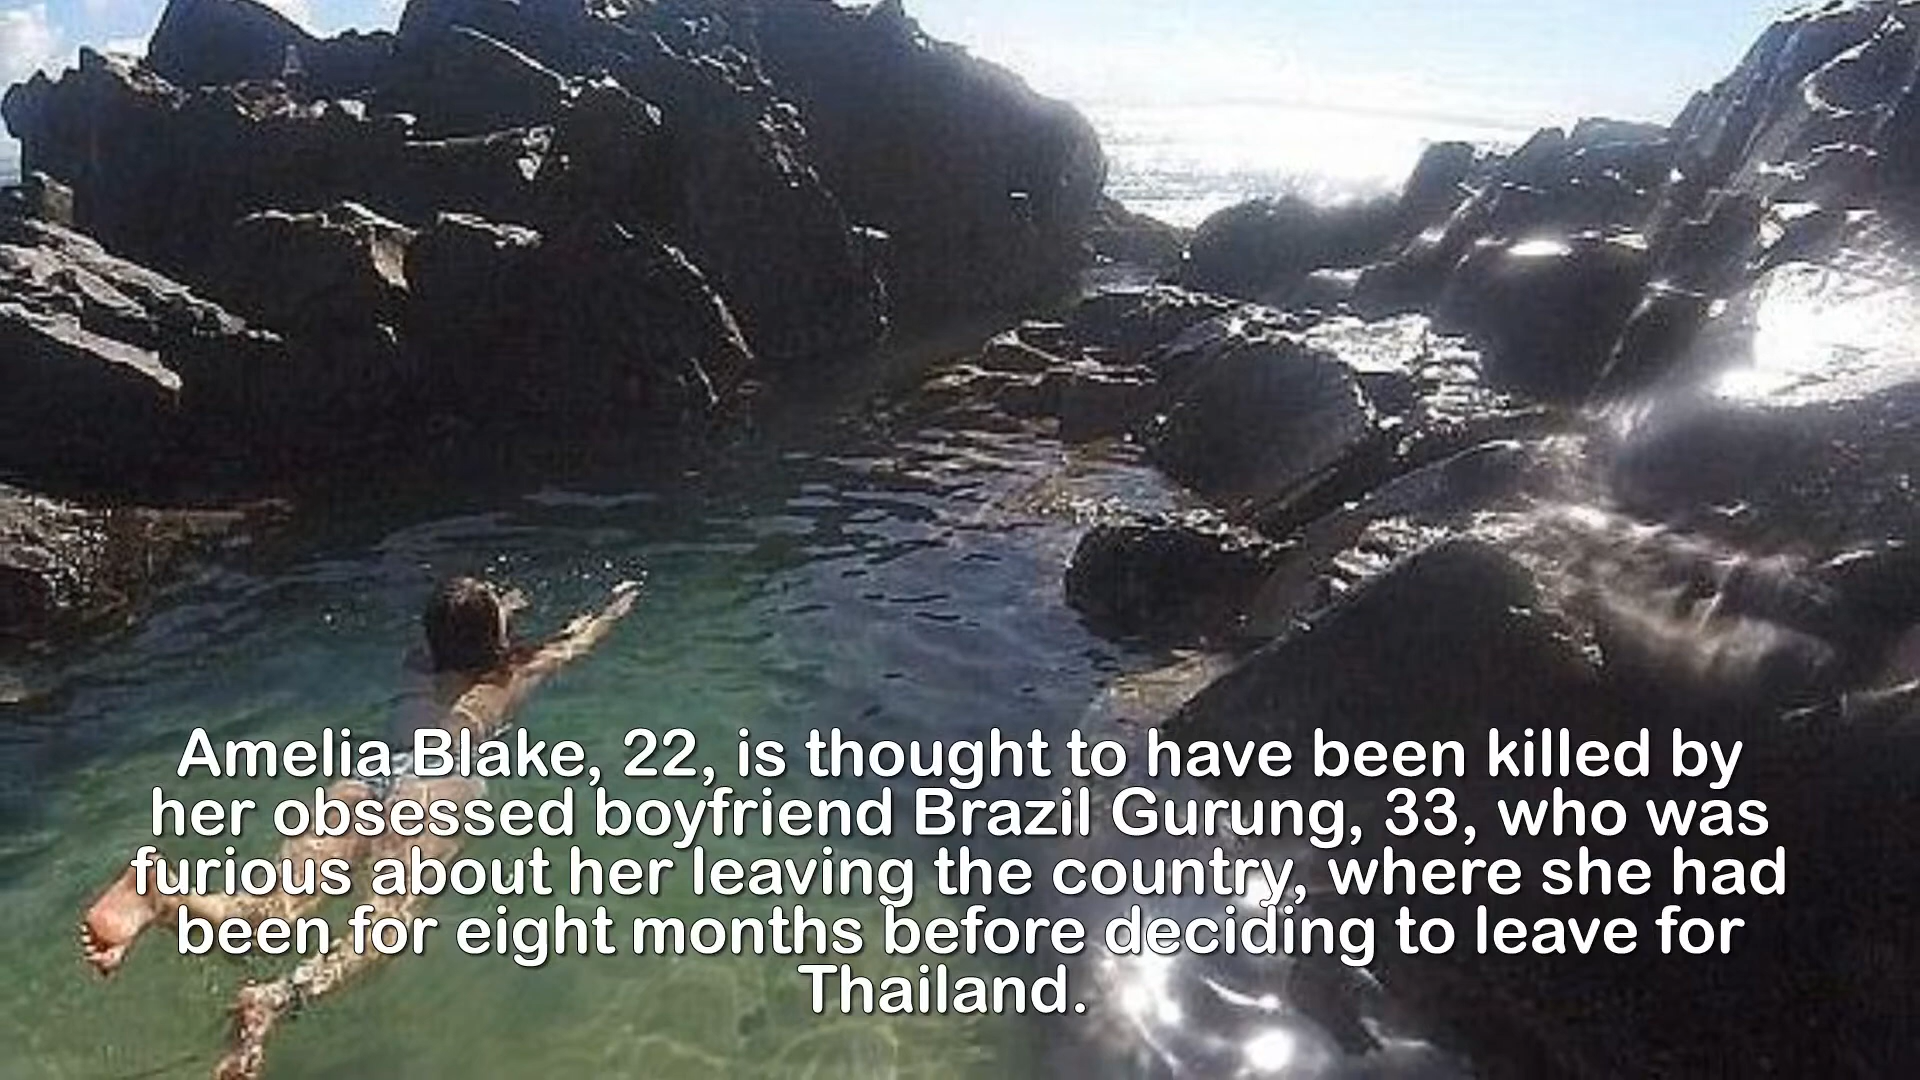 Amelia Blake, 22, is thought to have been killed by
her obsessed boyfriend Brazil Gurung, 33, who was
furious about her leaving the country, where she had
been for eight months before deciding to leave for
Thailand.